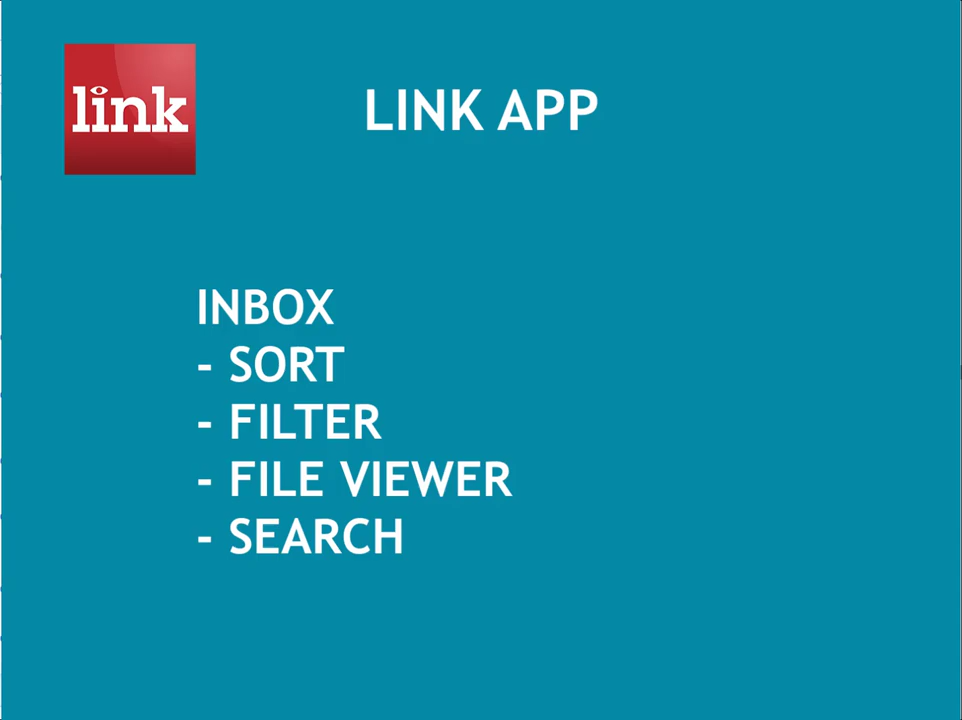 link
LINK APP
INBOX
- SORT
- FILTER
- FILE VIEWER
- SEARCH